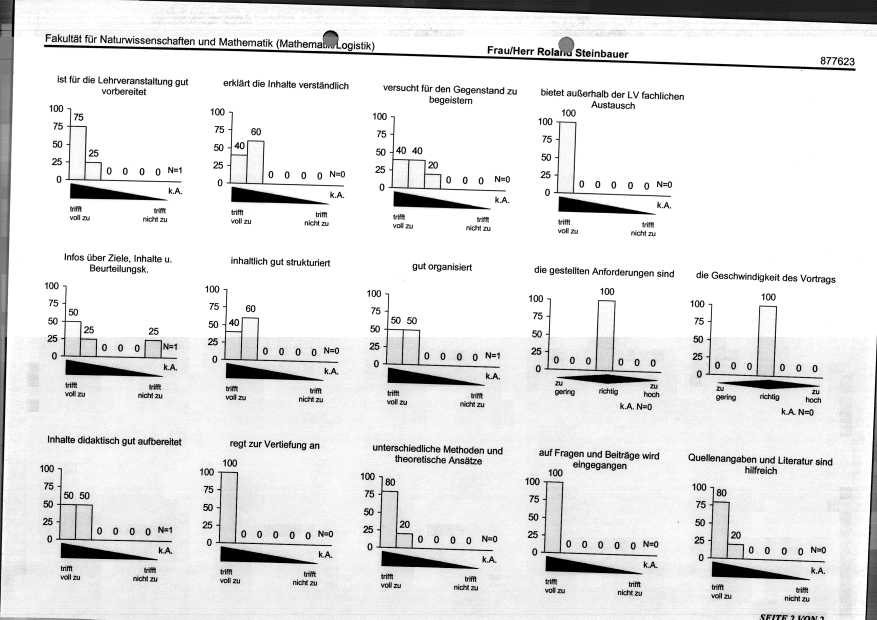 Fakultät für Naturwissenschaften und Mathematik (Mathematik/Logistik)
Frau/Herr Roland Steinbauer
877623
ist für die Lehrveranstaltung gut
vorbereitet
100
75
50
25
0
75
25
0 0 0 0 N=1
k.A.
trifft
voll zu
trifft
nicht zu
erklärt die Inhalte verständlich
100
75
50
25
0
40 60
0 0 0 0 N=0
k.A.
trifft
voll zu
trifft
nicht zu
versucht für den Gegenstand zu
begeistern
100
75
50
25
0
40 40
20
0 0 0 N=0
k.A.
trifft
voll zu
trifft
nicht zu
bietet außerhalb der LV fachlichen
Austausch
100
75
50
25
0
100
0 0 0 0 0 N=0
k.A.
trifft
voll zu
trifft
nicht zu
Infos über Ziele, Inhalte u.
Beurteilungsk.
100
75
50
25
0
50
25
0 0 0
25
N=1
k.A.
trifft
voll zu
trifft
nicht zu
inhaltlich gut strukturiert
100
75
50
25
0
40 60
0 0 0 0 N=0
k.A.
trifft
voll zu
trifft
nicht zu
gut organisiert
100
75
50
25
0
50 50
0 0 0 0 N=1
k.A.
trifft
voll zu
trifft
nicht zu
die gestellten Anforderungen sind
100
75
50
25
0
100
0 0 0 0 0 0
zu
gering
richtig
zu
hoch
k.A. N=0
die Geschwindigkeit des Vortrags
100
75
50
25
0
100
0 0 0 0 0 0
zu
gering
richtig
zu
hoch
k.A. N=0
Inhalte didaktisch gut aufbereitet
100
75
50
25
0
50 50
0 0 0 0 N=1
k.A.
trifft
voll zu
trifft
nicht zu
regt zur Vertiefung an
100
75
50
25
0
100
0 0 0 0 0 N=0
k.A.
trifft
voll zu
trifft
nicht zu
unterschiedliche Methoden und
theoretische Ansätze
100
75
50
25
0
80
20
0 0 0 0 N=0
k.A.
trifft
voll zu
trifft
nicht zu
auf Fragen und Beiträge wird
eingegangen
100
75
50
25
0
100
0 0 0 0 0 N=0
k.A.
trifft
voll zu
trifft
nicht zu
Quellenangaben und Literatur sind
hilfreich
100
75
50
25
0
80
20
0 0 0 0 N=0
k.A.
trifft
voll zu
trifft
nicht zu
SEITE 2 VON 2